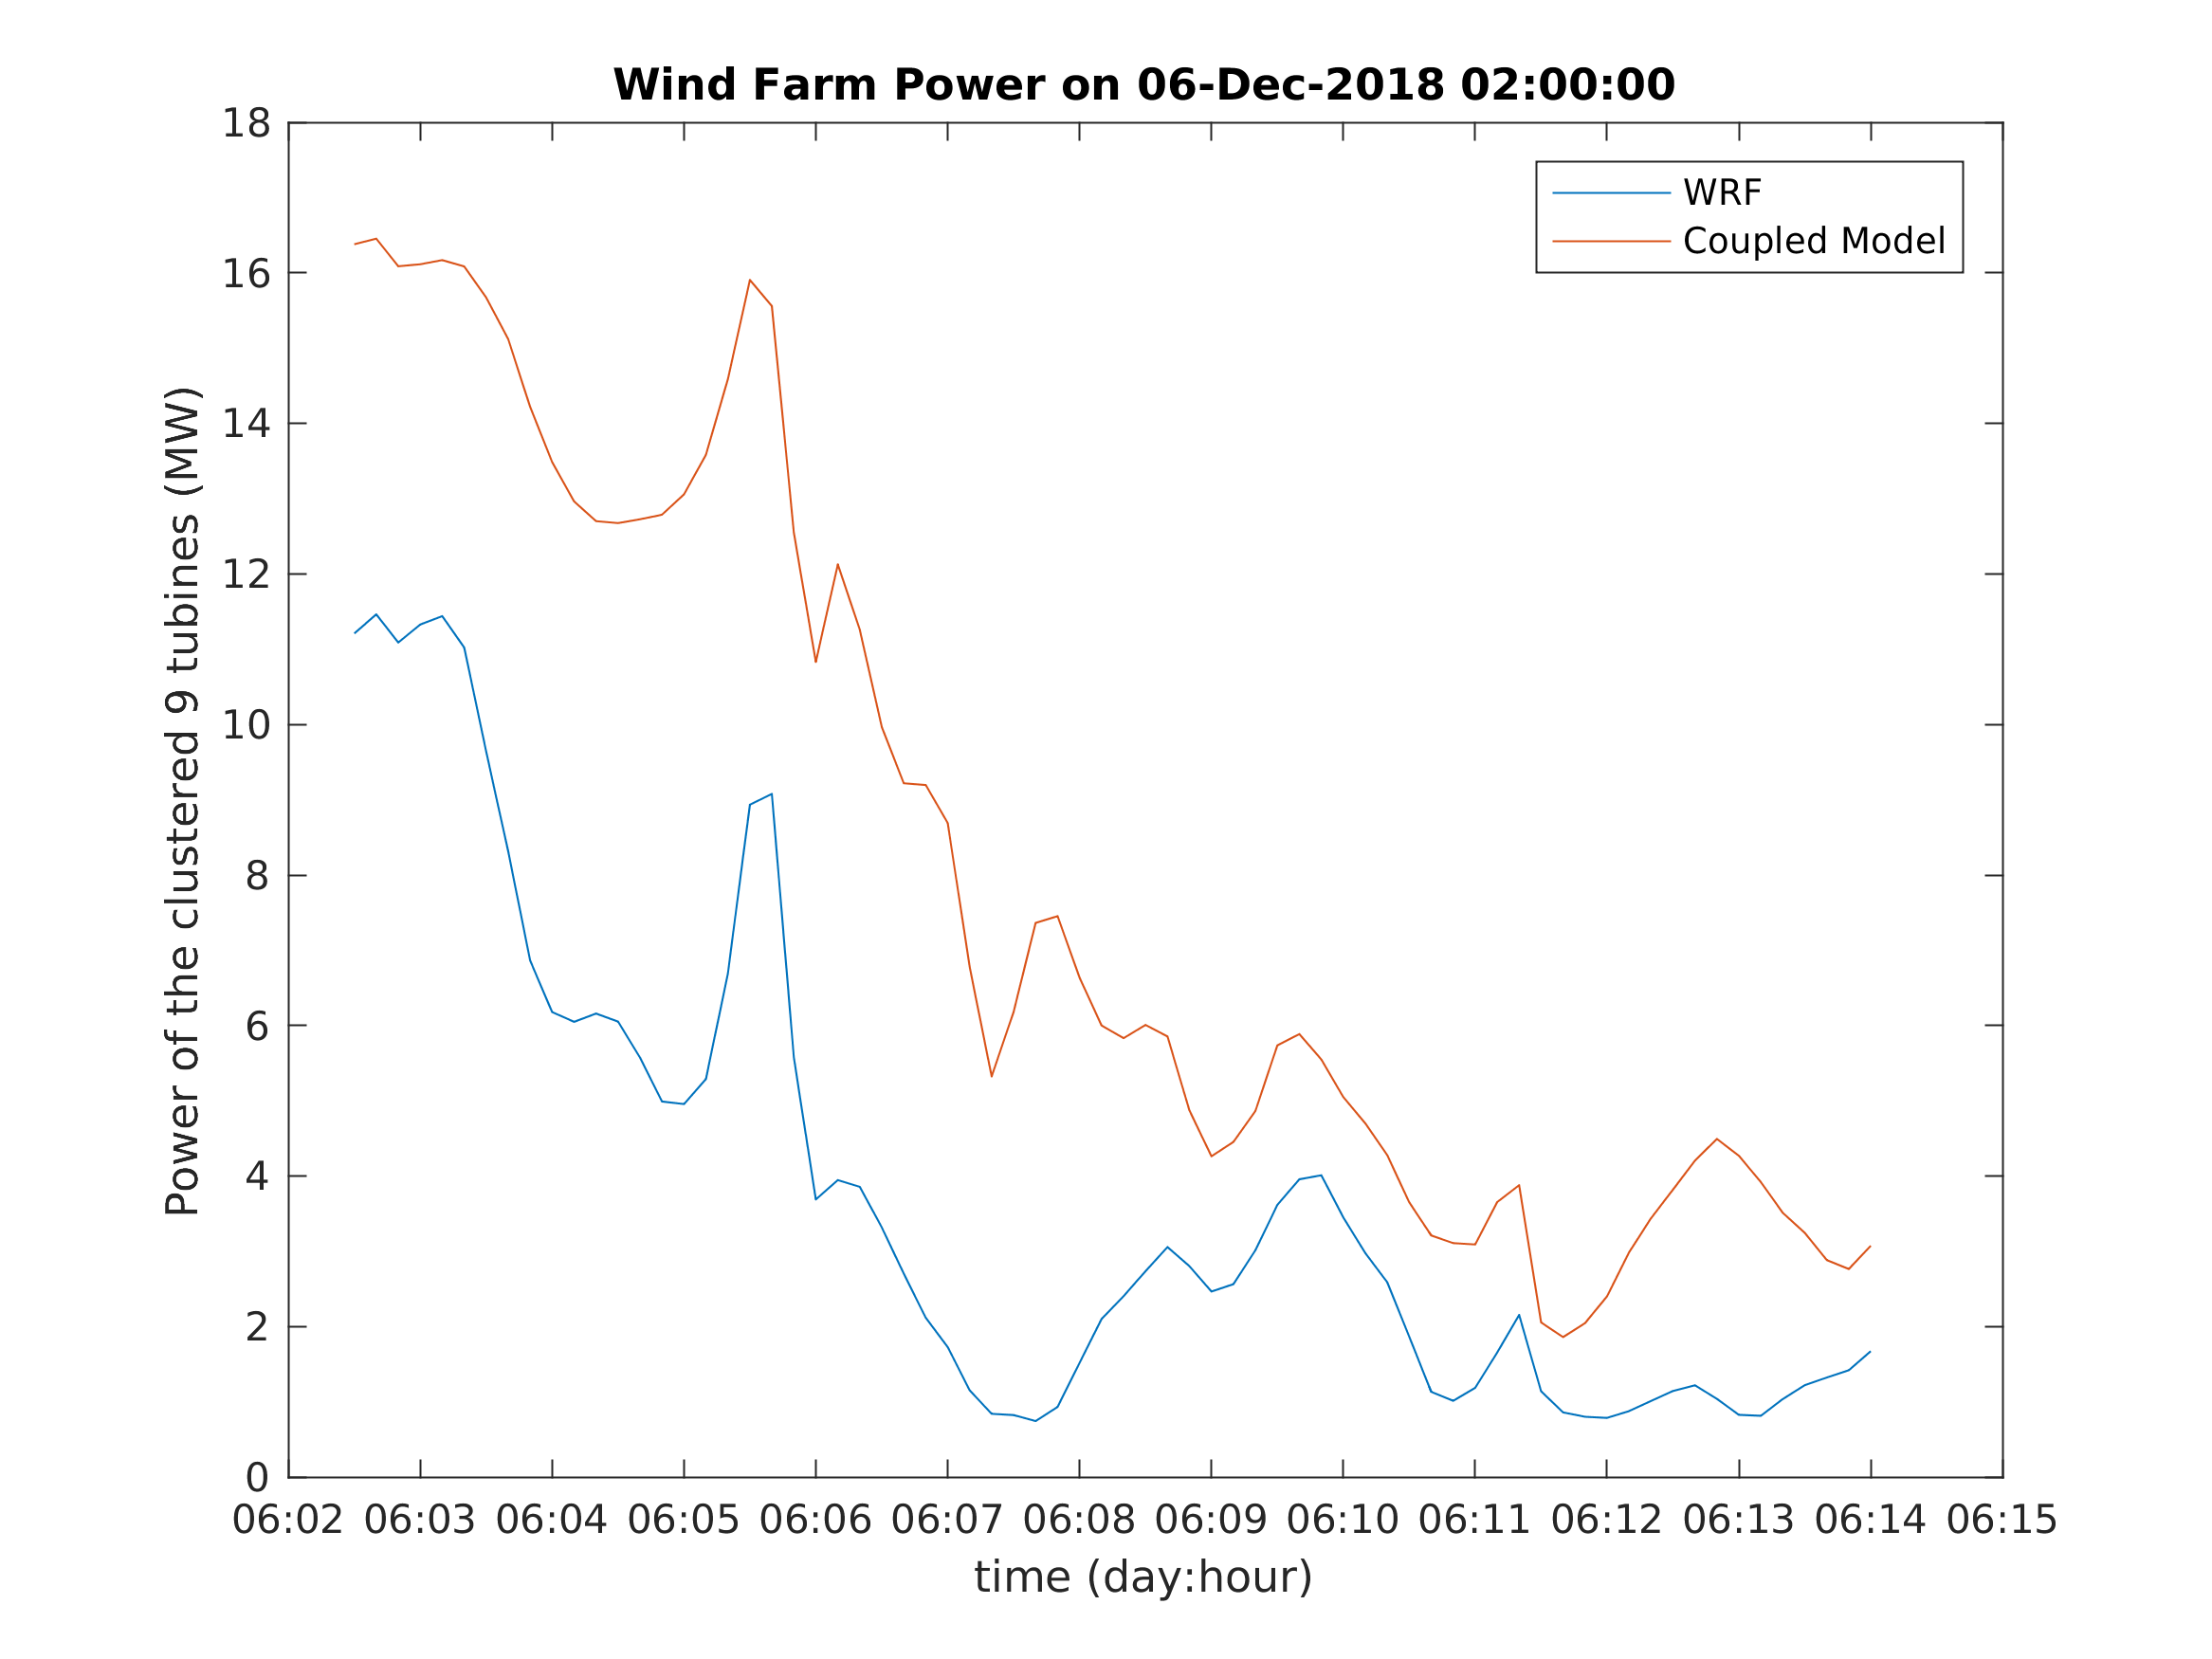 Wind Farm Power on 06-Dec-2018 02:00:00
18
16
14
12
10
8
6
4
2
0
Power of the clustered 9 tubines (MW)
WRF
Coupled Model
06:02 06:03 06:04 06:05 06:06 06:07 06:08 06:09 06:10 06:11 06:12 06:13 06:14 06:15
time (day:hour)